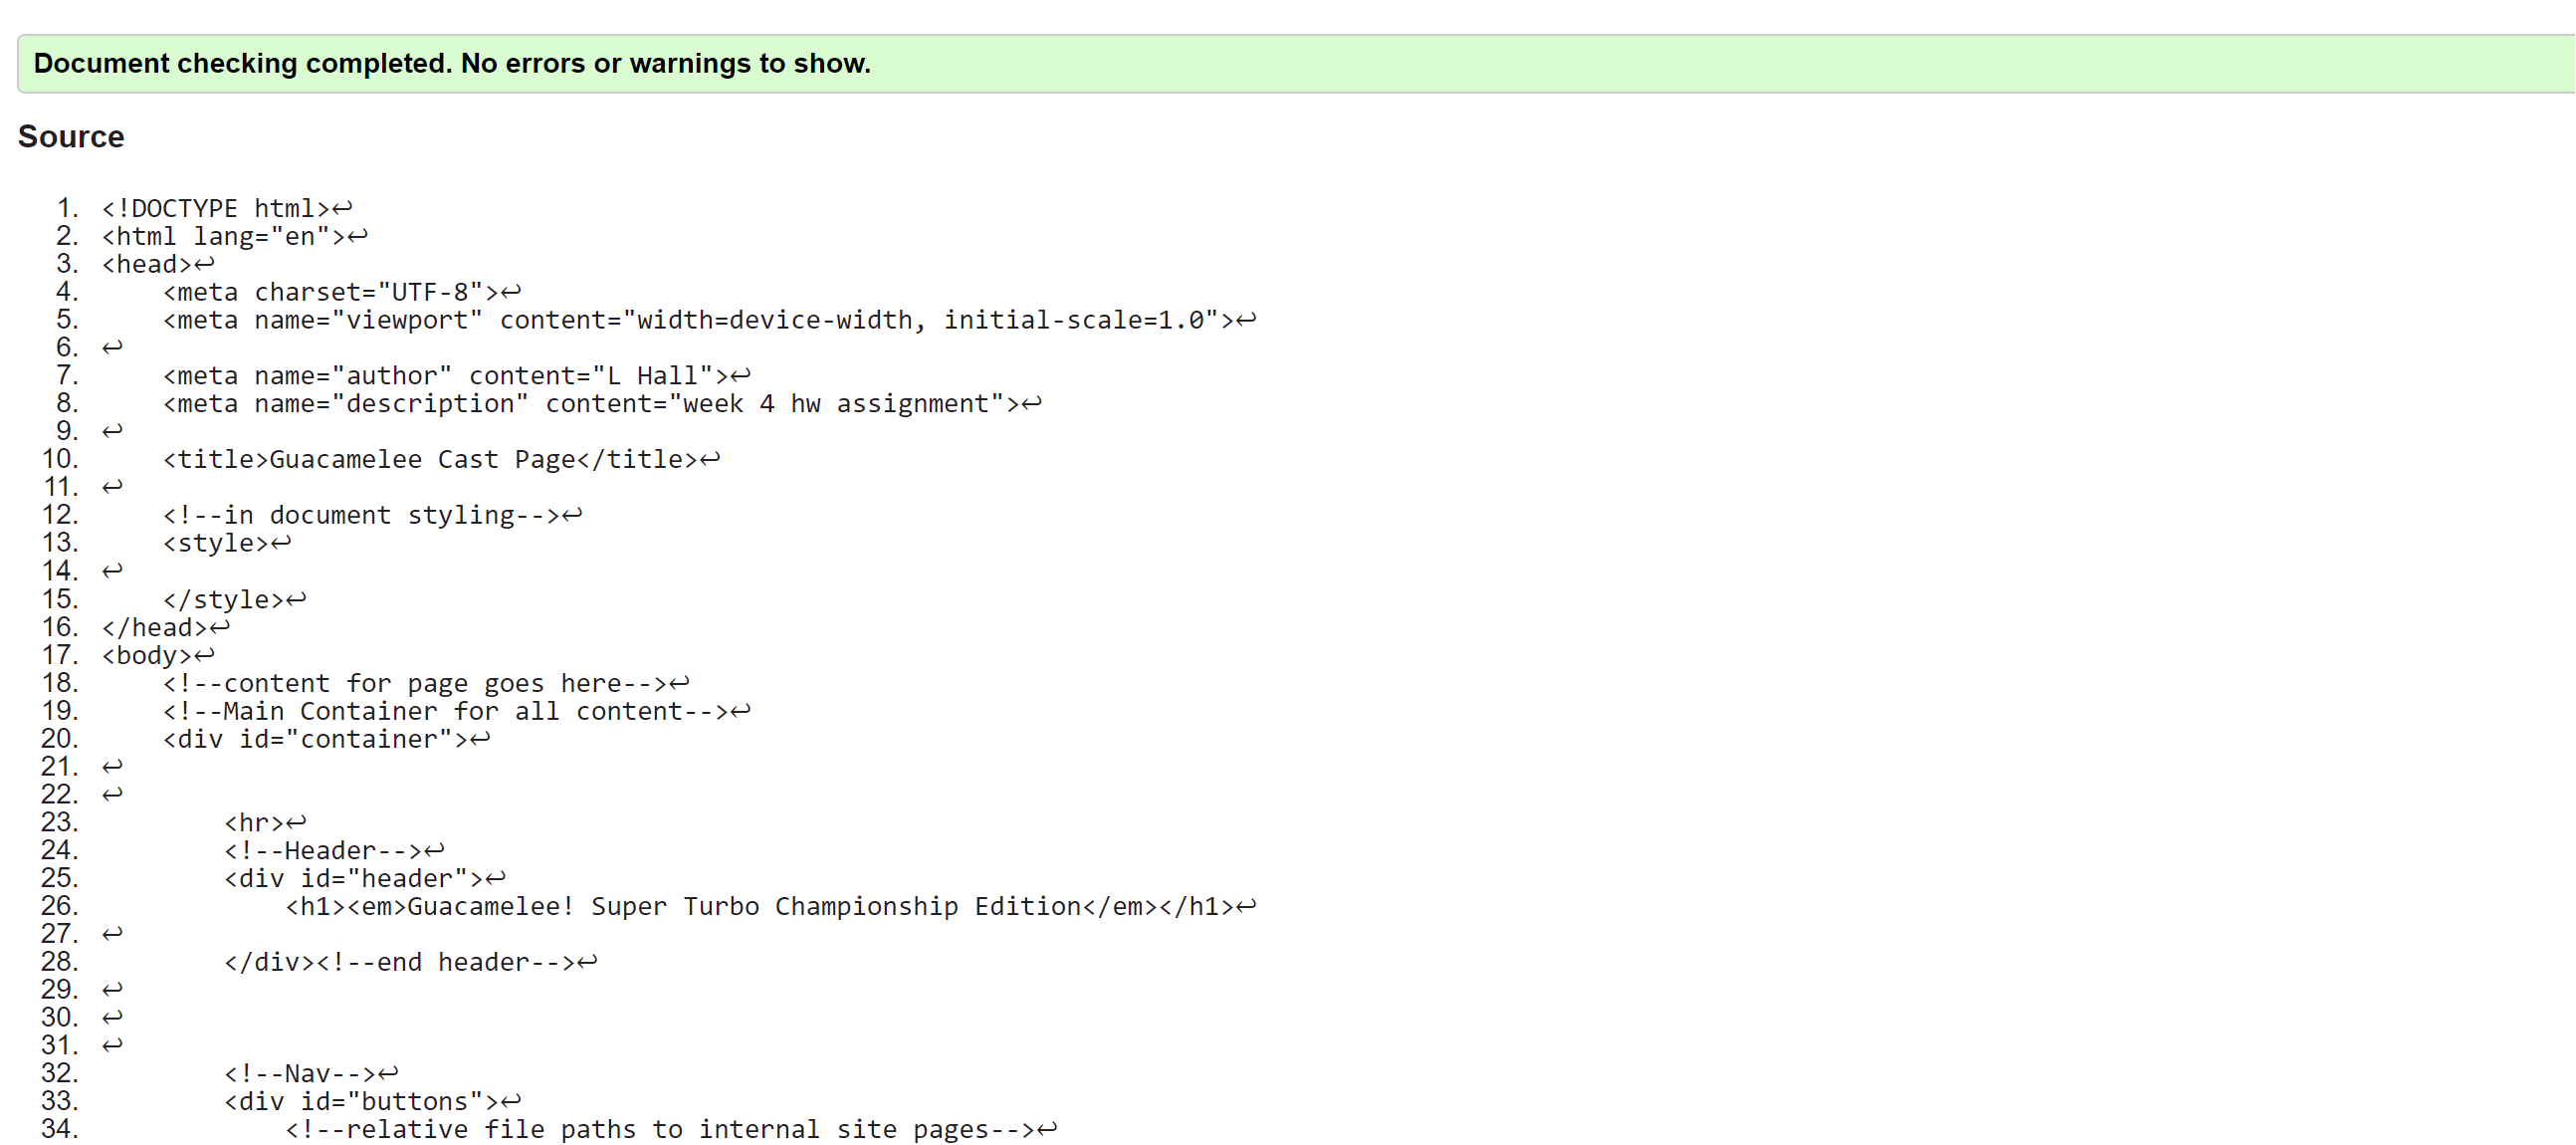 Document checking completed. No errors or warnings to show.
Source
1. <!DOCTYPE html>↩
2. <html lang="en">↩
3. <head>↩
4.     <meta charset="UTF-8">↩
5.     <meta name="viewport" content="width=device-width, initial-scale=1.0">↩
6. ↩
7.     <meta name="author" content="L Hall">↩
8.     <meta name="description" content="week 4 hw assignment">↩
9. ↩
10.     <title>Guacamelee Cast Page</title>↩
11. ↩
12.     <!--in document styling-->↩
13.     <style>↩
14. ↩
15.     </style>↩
16. </head>↩
17. <body>↩
18.     <!--content for page goes here-->↩
19.     <!--Main Container for all content-->↩
20.     <div id="container">↩
21. ↩
22. ↩
23.         <hr>↩
24.         <!--Header-->↩
25.         <div id="header">↩
26.             <h1><em>Guacamelee! Super Turbo Championship Edition</em></h1>↩
27. ↩
28.         </div><!--end header-->↩
29. ↩
30. ↩
31. ↩
32.         <!--Nav-->↩
33.         <div id="buttons">↩
34.             <!--relative file paths to internal site pages-->↩